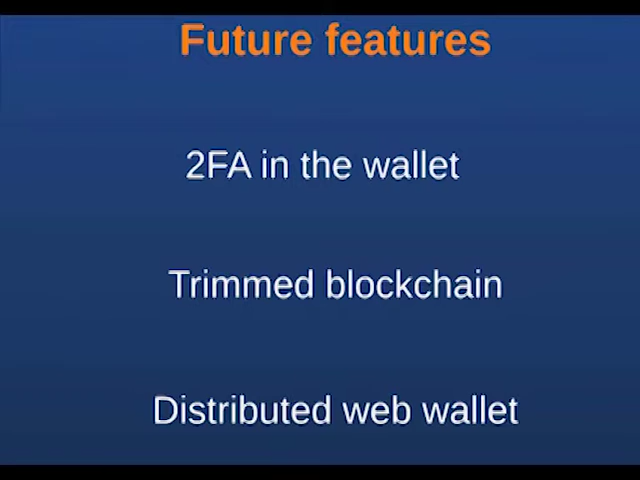 Future features
2FA in the wallet
Trimmed blockchain
Distributed web wallet